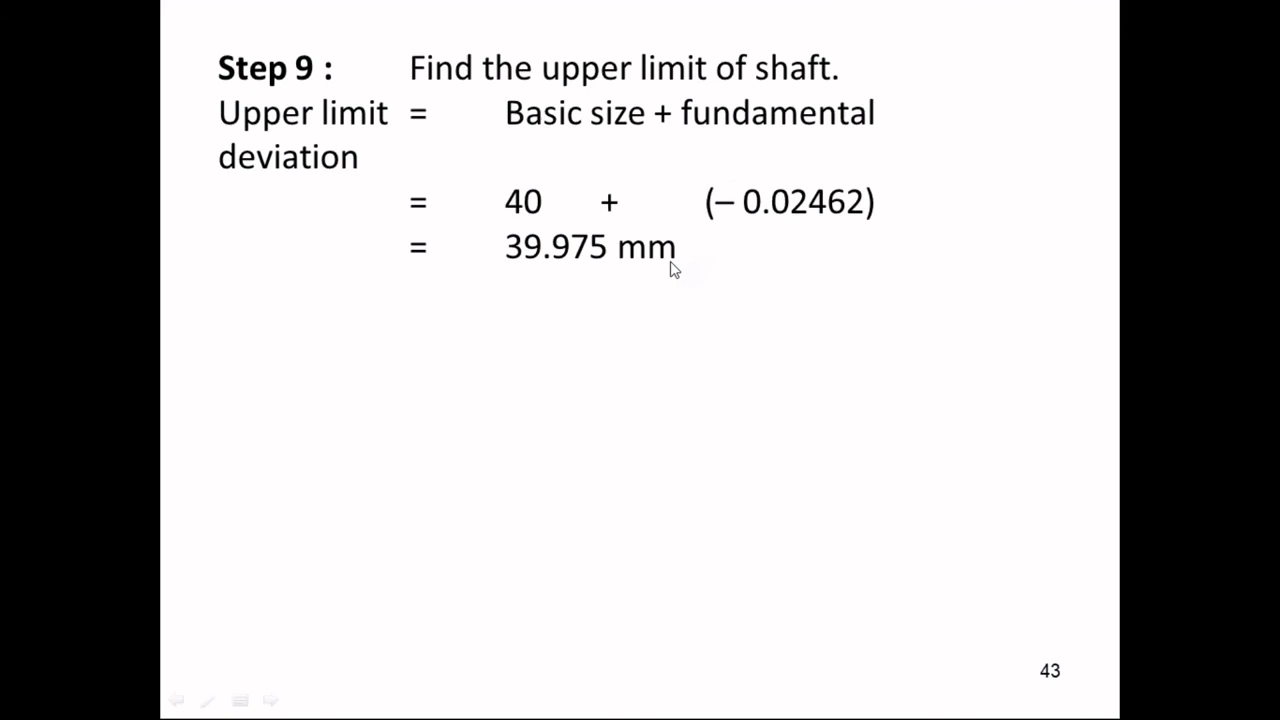 Step 9 : Find the upper limit of shaft.
Upper limit = Basic size + fundamental
deviation
= 40 + (– 0.02462)
= 39.975 mm
43